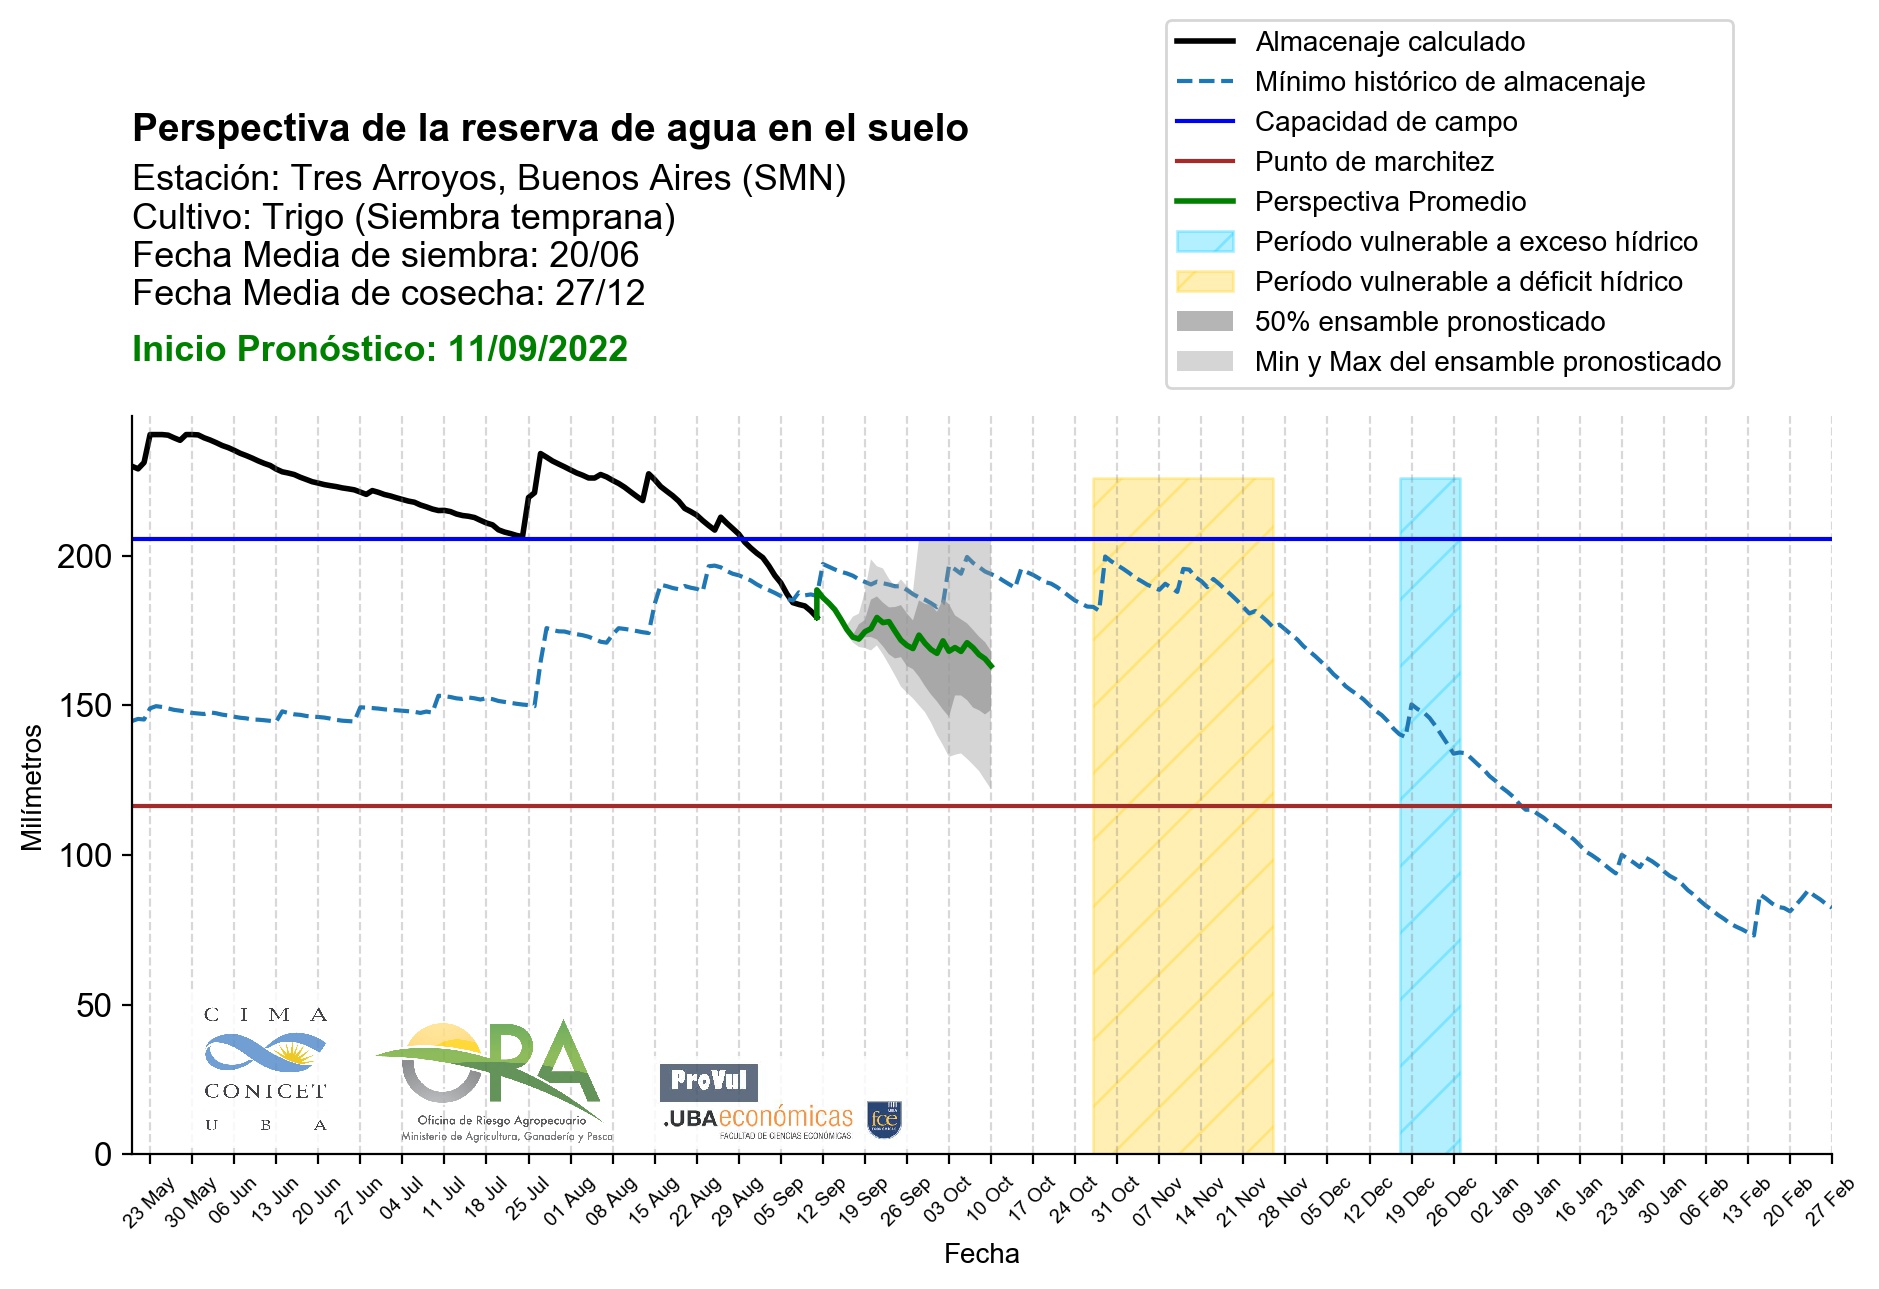 Almacenaje calculado
Mínimo histórico de almacenaje
Capacidad de campo
Punto de marchitez
Perspectiva Promedio
Período vulnerable a exceso hídrico
Período vulnerable a déficit hídrico
50% ensamble pronosticado
Min y Max del ensamble pronosticado
Perspectiva de la reserva de agua en el suelo
Estación: Tres Arroyos, Buenos Aires (SMN)
Cultivo: Trigo (Siembra temprana)
Fecha Media de siembra: 20/06
Fecha Media de cosecha: 27/12
Inicio Pronóstico: 11/09/2022
Milímetros
200
150
100
50
0
CIMA
CONICET
UBA
ORA
Oficina de Riesgo Agropecuario
Ministerio de Agricultura, Ganadería y Pesca
ProVul
.UBAeconómicas
FACULTAD DE CIENCIAS ECONÓMICAS
fce
23 May
30 May
06 Jun
13 Jun
20 Jun
27 Jun
04 Jul
11 Jul
18 Jul
25 Jul
01 Aug
08 Aug
15 Aug
22 Aug
29 Aug
05 Sep
12 Sep
19 Sep
26 Sep
03 Oct
10 Oct
17 Oct
24 Oct
31 Oct
07 Nov
14 Nov
21 Nov
28 Nov
05 Dec
12 Dec
19 Dec
26 Dec
02 Jan
09 Jan
16 Jan
23 Jan
30 Jan
06 Feb
13 Feb
20 Feb
27 Feb
Fecha